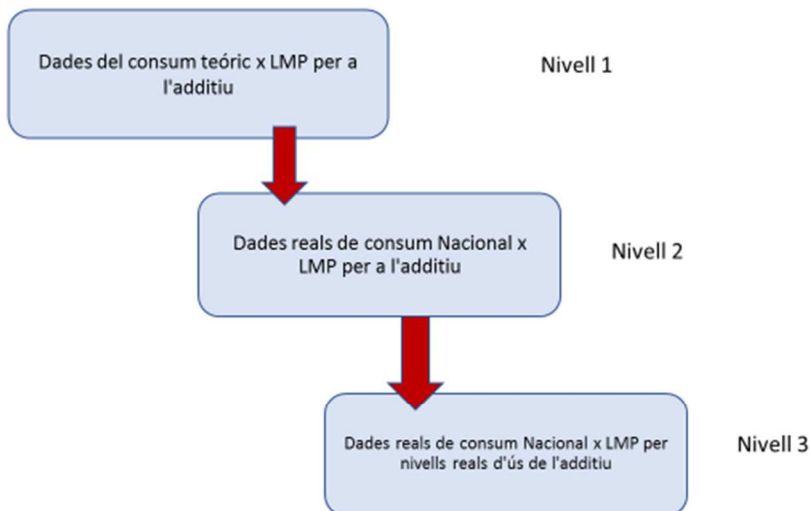 Dades del consum teóric x LMP per a
l'additiu
Nivell 1
Dades reals de consum Nacional x
LMP per a l'additiu
Nivell 2
Dades reals de consum Nacional x LMP per
nivells reals d'ús de l'additiu
Nivell 3